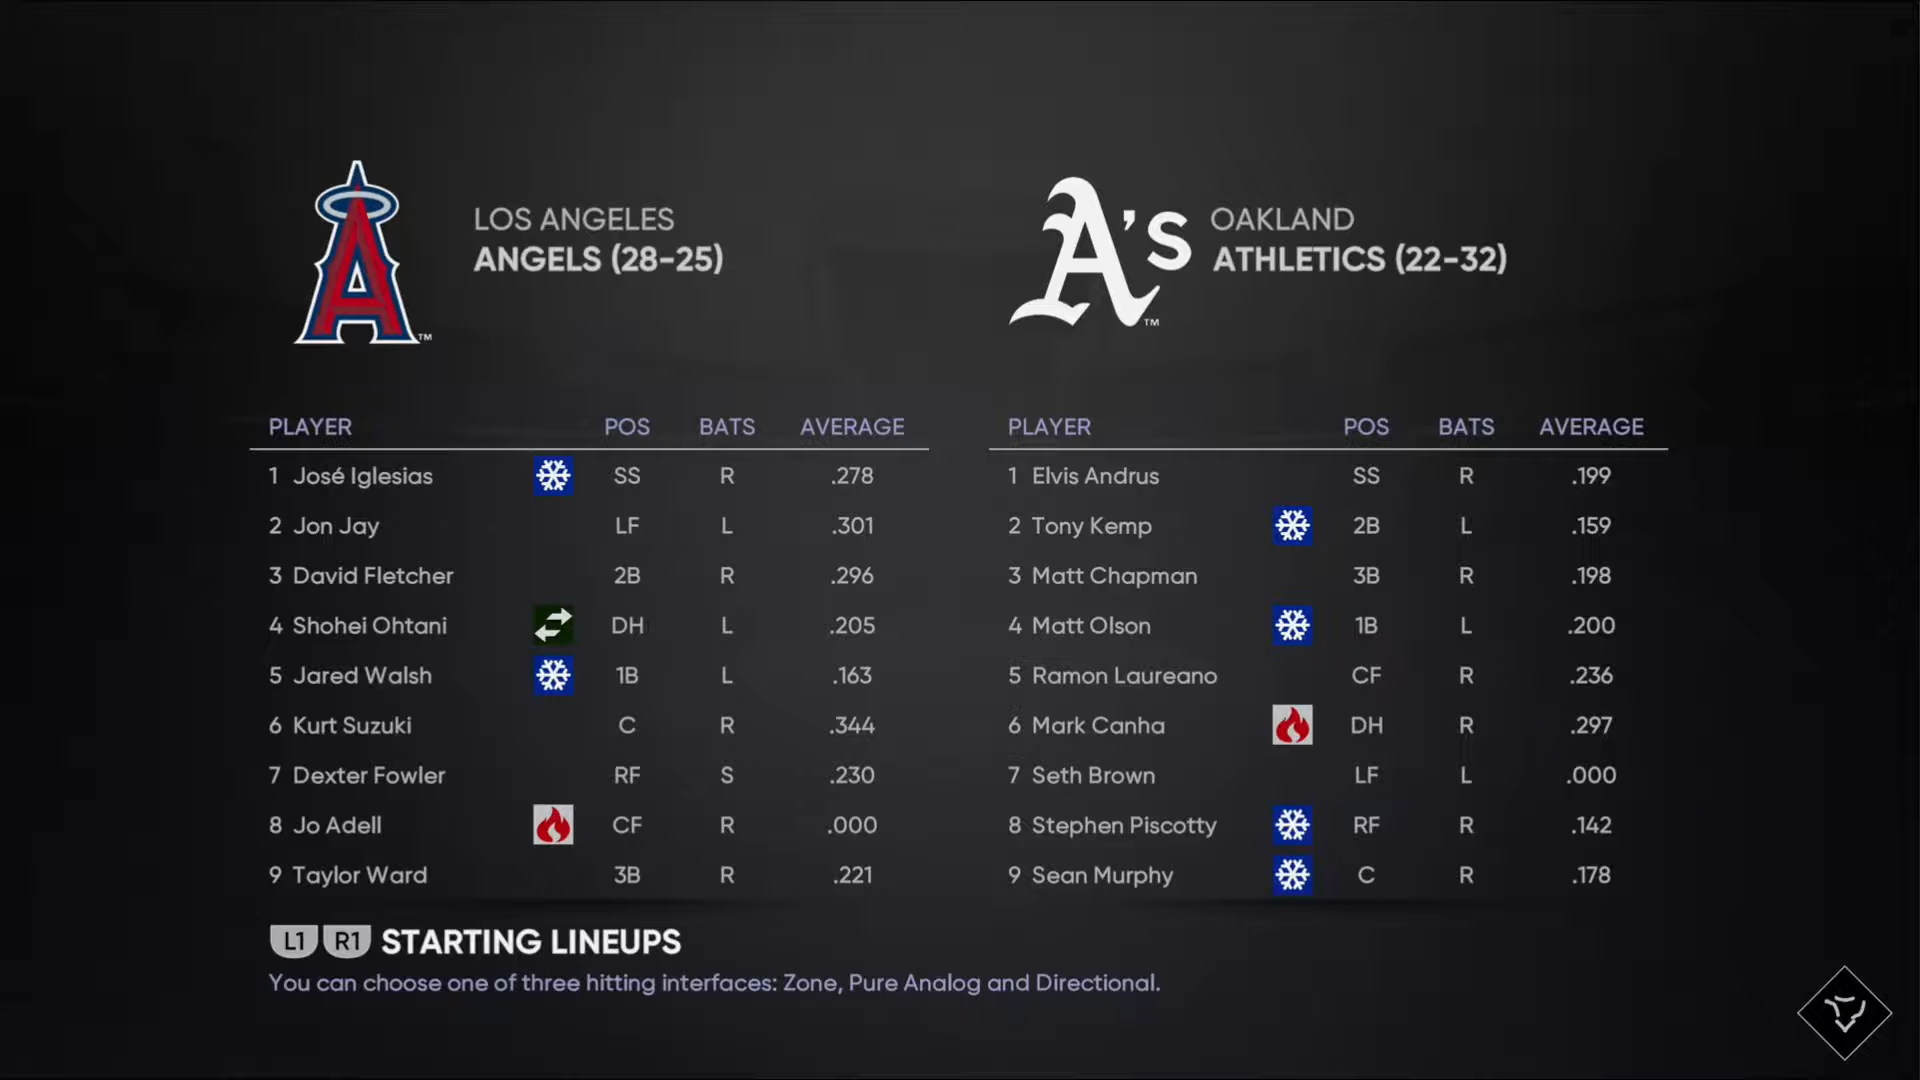 LOS ANGELES
ANGELS (28-25)
A's
OAKLAND
ATHLETICS (22-32)
PLAYER POS BATS AVERAGE
1 José Iglesias SS R .278
2 Jon Jay LF L .301
3 David Fletcher 2B R .296
4 Shohei Ohtani DH L .205
5 Jared Walsh 1B L .163
6 Kurt Suzuki C R .344
7 Dexter Fowler RF S .230
8 Jo Adell CF R .000
9 Taylor Ward 3B R .221
PLAYER POS BATS AVERAGE
1 Elvis Andrus SS R .199
2 Tony Kemp 2B L .159
3 Matt Chapman 3B R .198
4 Matt Olson 1B L .200
5 Ramon Laureano CF R .236
6 Mark Canha DH R .297
7 Seth Brown LF L .000
8 Stephen Piscotty RF R .142
9 Sean Murphy C R .178
L1 R1 STARTING LINEUPS
You can choose one of three hitting interfaces: Zone, Pure Analog and Directional.